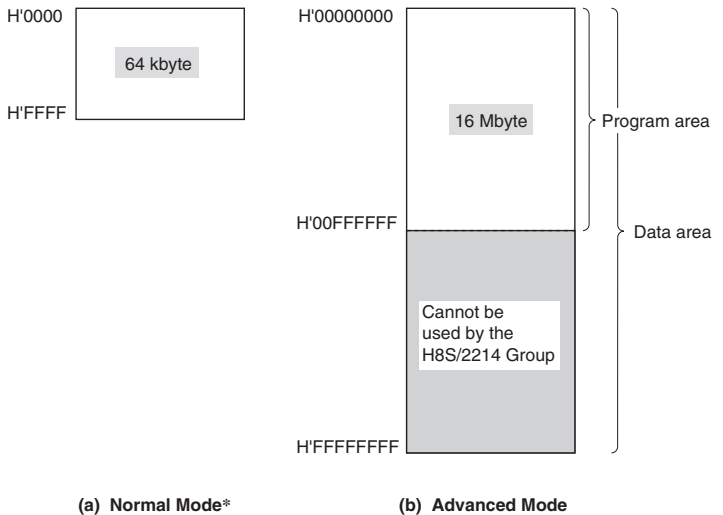 H'0000
64 kbyte
H'FFFF
(a) Normal Mode*
H'00000000
16 Mbyte
Program area
H'00FFFFFF
Data area
Cannot be
used by the
H8S/2214 Group
H'FFFFFFFF
(b) Advanced Mode